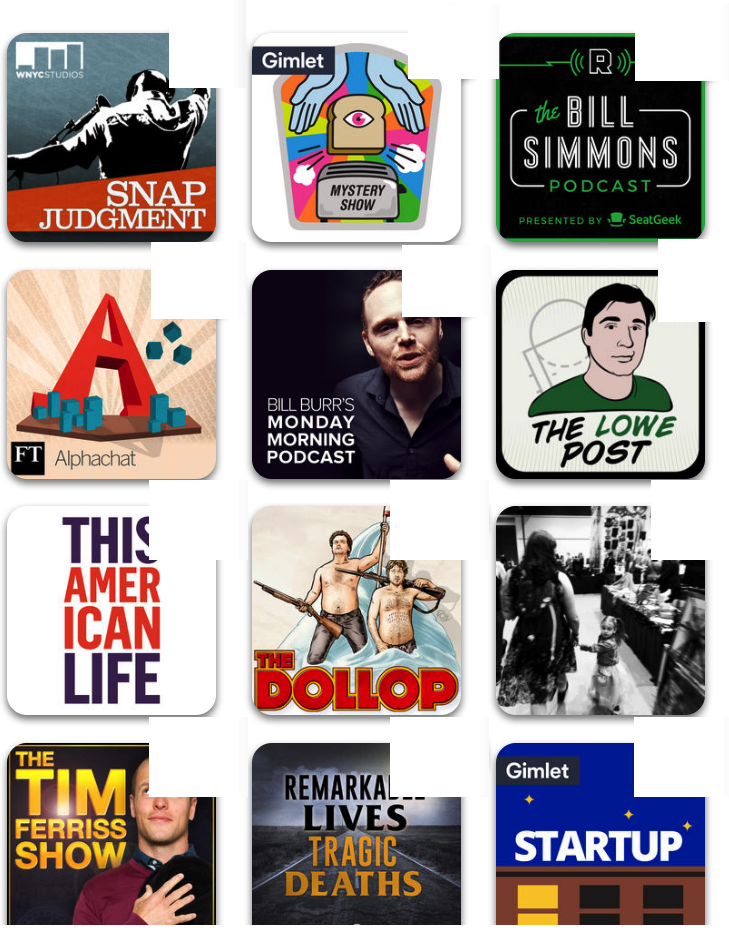 WNYCSTUDIOS
SNAP
JUDGMENT
Gimlet
MYSTERY
SHOW
R
the BILL
SIMMONS
PODCAST
PRESENTED BY SeatGeek
A
FT Alphachat
BILL BURR'S
MONDAY
MORNING
PODCAST
THE LOWE
POST
THIS
AMER
ICAN
LIFE
THE
DOLLOP
THE
TIM
FERRISS
SHOW
REMARKABLE
LIVES
TRAGIC
DEATHS
Gimlet
STARTUP